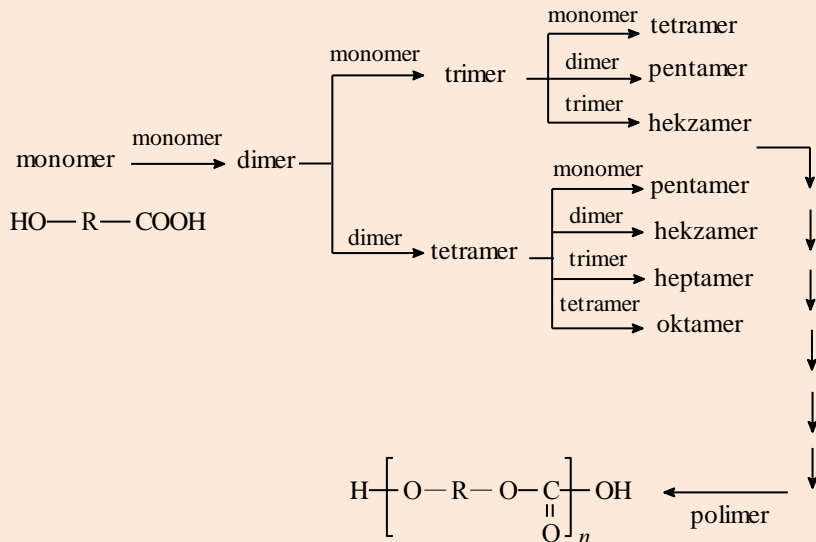 monomer
tetramer
monomer
trimer
dimer
pentamer
trimer
hekzamer
monomer
monomer
dimer
HO—R—COOH
monomer
pentamer
dimer
tetramer
dimer
hekzamer
trimer
heptamer
tetramer
oktamer
H—[O—R—O—C—]n—OH
O
polimer